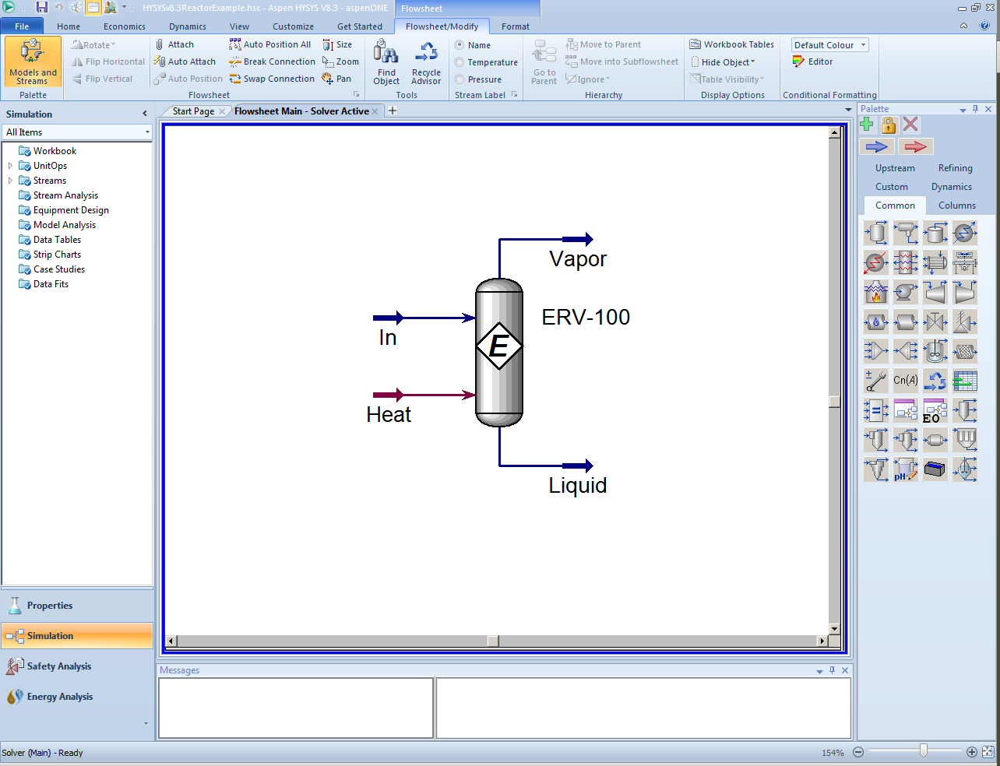 HYSYSv8.3ReactorExample.hsc - Aspen HYSYS V8.3 - aspenONE
Flowsheet
File Home Economics Dynamics View Customize Get Started Flowsheet/Modify Format
Models and Streams
Palette
Rotate
Flip Horizontal
Flip Vertical
Attach
Auto Attach
Auto Position
Auto Position All
Break Connection
Swap Connection
Size
Zoom
Pan
Flowsheet
Find Object
Recycle Advisor
Tools
Name
Temperature
Pressure
Stream Label
Go to Parent
Move to Parent
Move into Subflowsheet
Ignore
Hierarchy
Workbook Tables
Hide Object
Table Visibility
Display Options
Default Colour
Editor
Conditional Formatting
Simulation
All Items
Workbook
UnitOps
Streams
Stream Analysis
Equipment Design
Model Analysis
Data Tables
Strip Charts
Case Studies
Data Fits
Properties
Simulation
Safety Analysis
Energy Analysis
Start Page
Flowsheet Main - Solver Active
Vapor
ERV-100
In
E
Heat
Liquid
Messages
Palette
Upstream Refining
Custom Dynamics
Common Columns
Cn(A)
EO
pH
Solver (Main) - Ready
154%